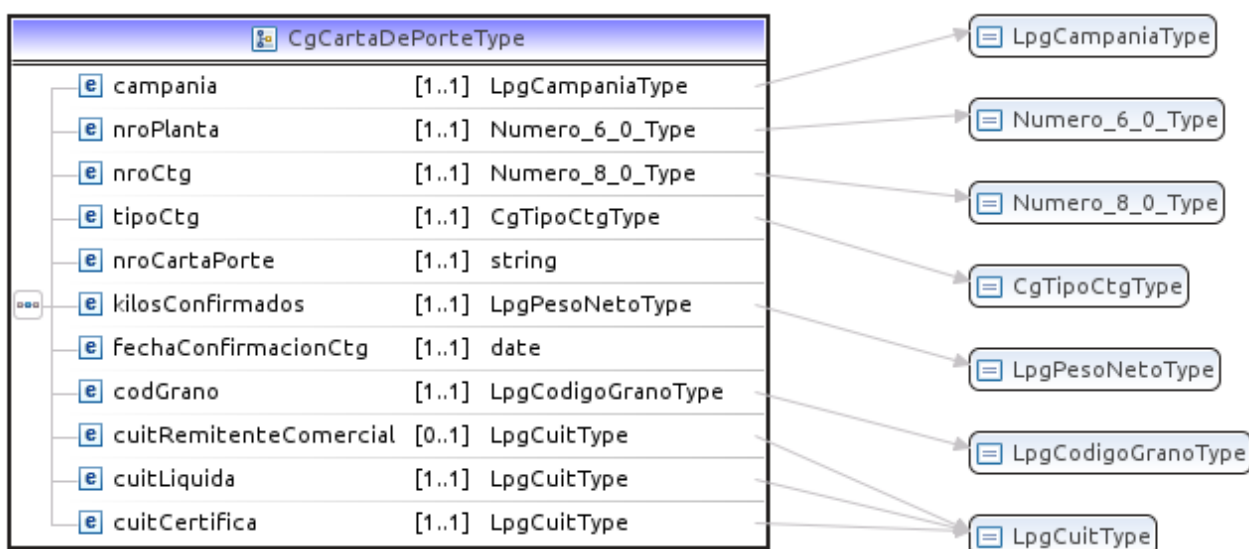 CgCartaDePorteType
campania [1..1] LpgCampaniaType
nroPlanta [1..1] Numero_6_0_Type
nroCtg [1..1] Numero_8_0_Type
tipoCtg [1..1] CgTipoCtgType
nroCartaPorte [1..1] string
kilosConfirmados [1..1] LpgPesoNetoType
fechaConfirmacionCtg [1..1] date
codGrano [1..1] LpgCodigoGranoType
cuitRemitenteComercial [0..1] LpgCuitType
cuitLiquida [1..1] LpgCuitType
cuitCertifica [1..1] LpgCuitType
LpgCampaniaType
Numero_6_0_Type
Numero_8_0_Type
CgTipoCtgType
LpgPesoNetoType
LpgCodigoGranoType
LpgCuitType